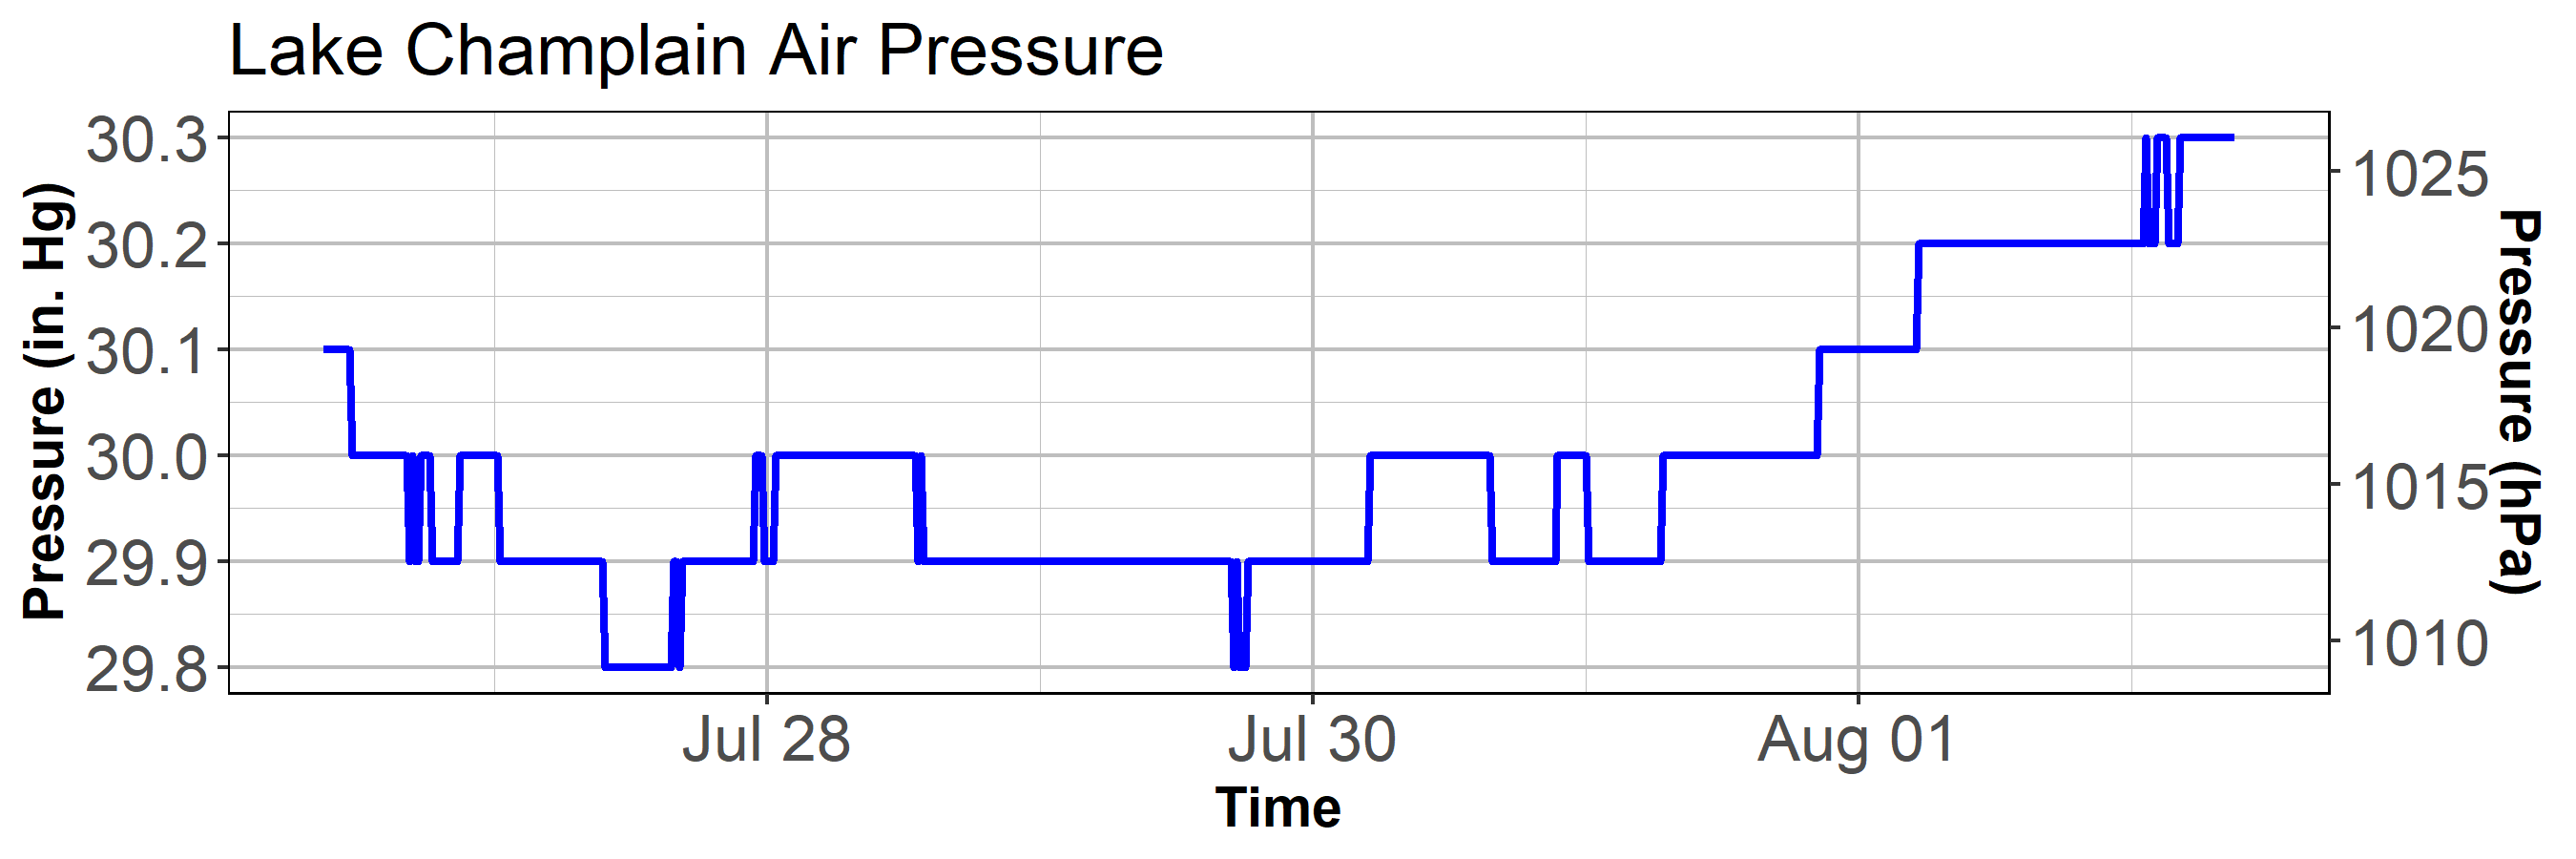 Lake Champlain Air Pressure
30.3
30.2
30.1
30.0
29.9
29.8
Pressure (in. Hg)
1025
1020
1015
1010
Pressure (hPa)
Jul 28
Jul 30
Aug 01
Time